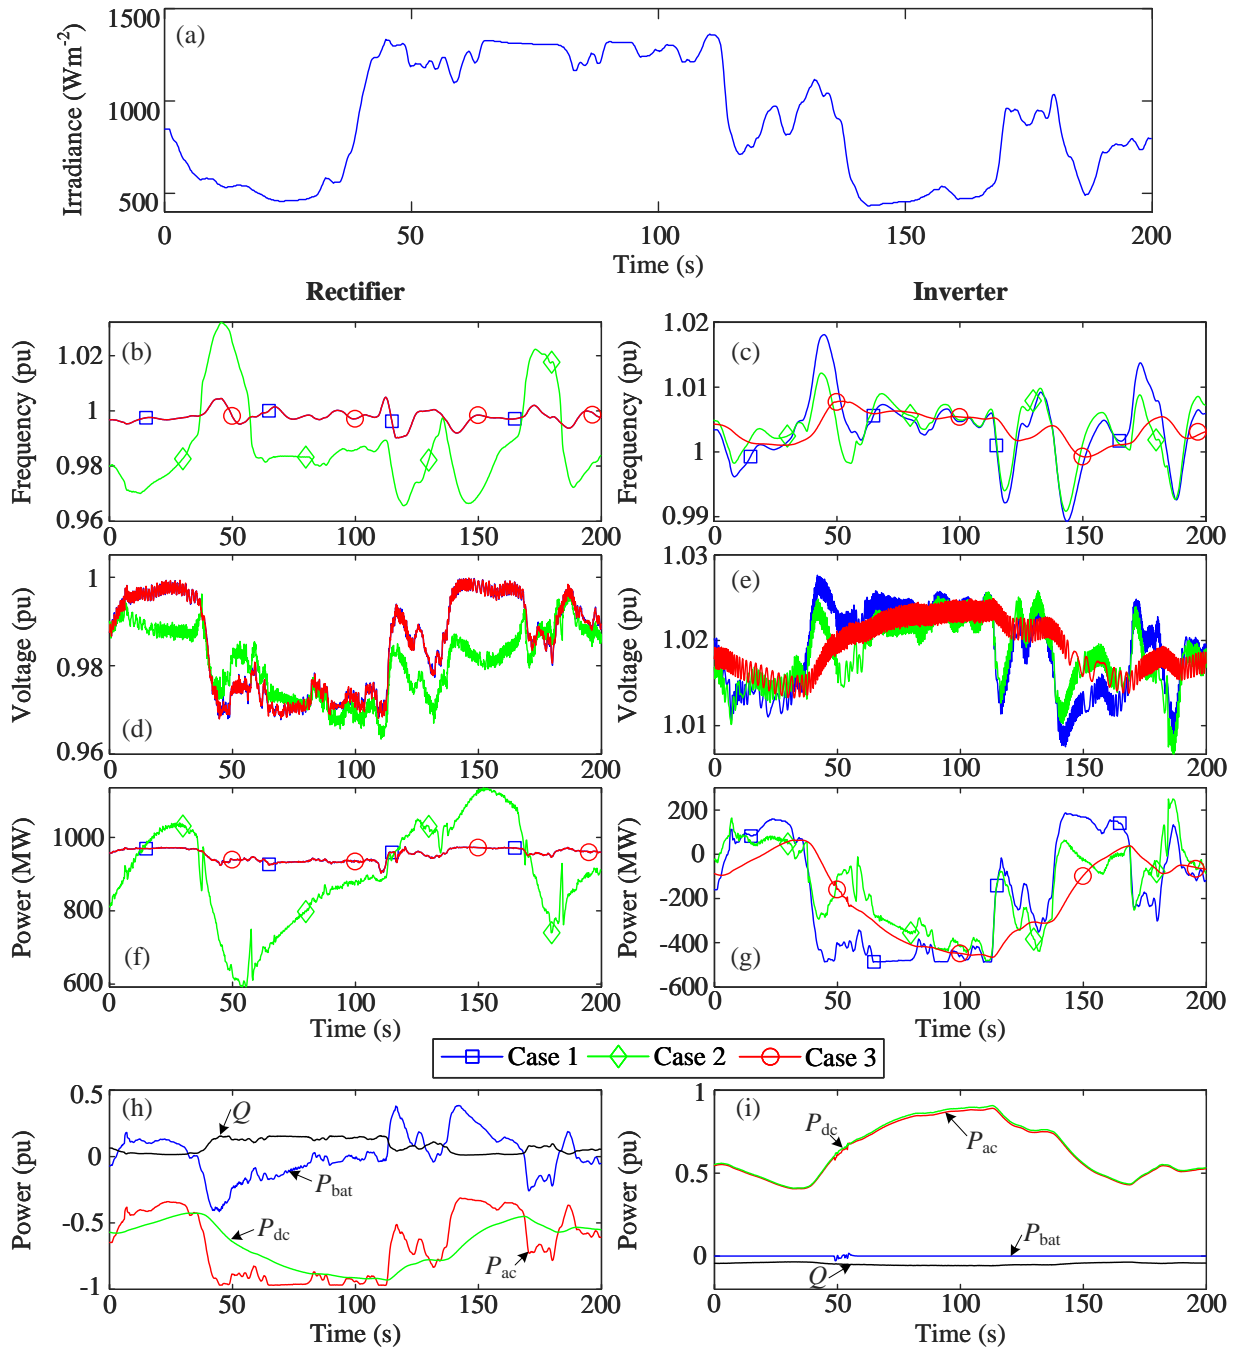 (a)
Irradiance (Wm-2)
1500
1000
500
0 50 100 150 200
Time (s)
Rectifier Inverter
(b)
Frequency (pu)
1.02
1
0.98
0.96
0 50 100 150 200
(c)
Frequency (pu)
1.02
1.01
1
0.99
0 50 100 150 200
(d)
Voltage (pu)
1
0.98
0.96
0 50 100 150 200
(e)
Voltage (pu)
1.03
1.02
1.01
0 50 100 150 200
(f)
Power (MW)
1000
800
600
0 50 100 150 200
Time (s)
(g)
Power (MW)
200
0
-200
-400
-600
0 50 100 150 200
Time (s)
Case 1 Case 2 Case 3
(h)
Power (pu)
0.5
0
-0.5
-1
Q
Pbat
Pdc
Pac
0 50 100 150 200
Time (s)
(i)
Power (pu)
1
0.5
0
Pdc
Pac
Pbat
Q
0 50 100 150 200
Time (s)